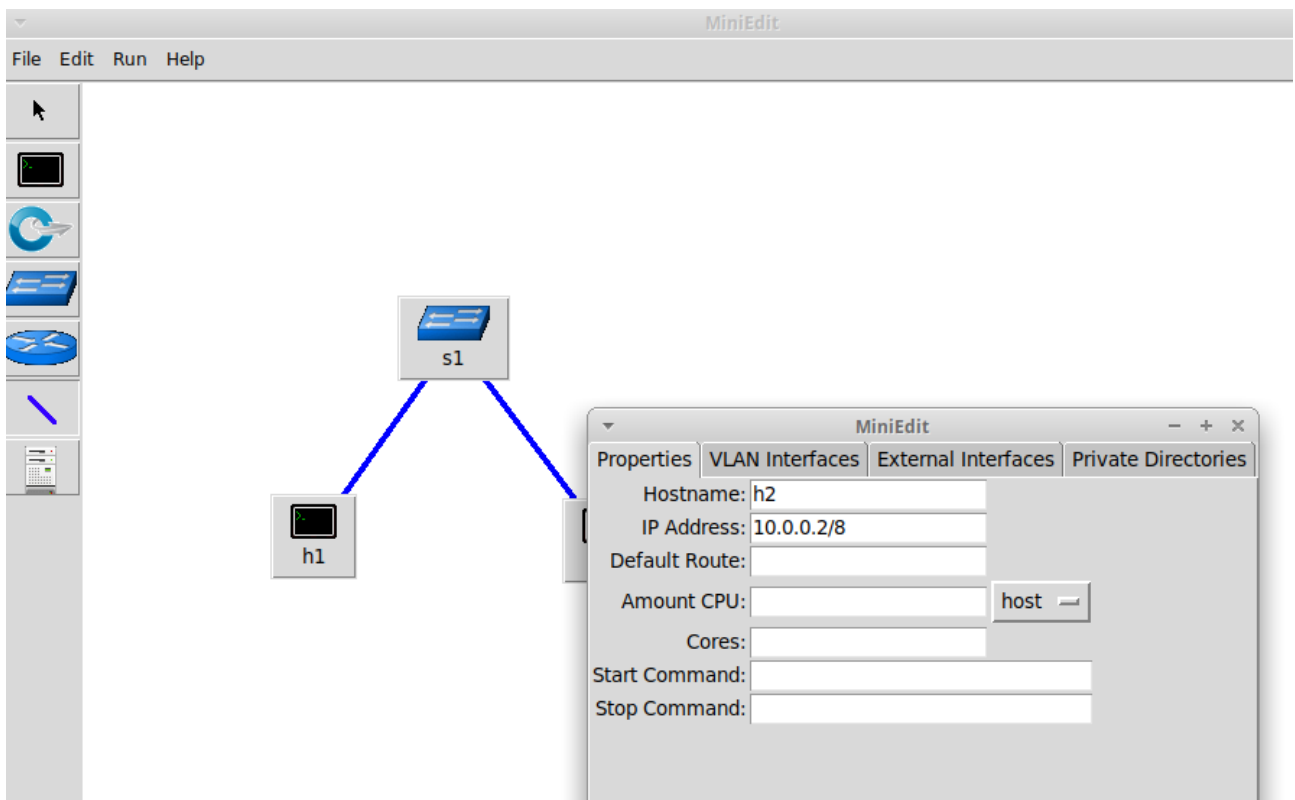 MiniEdit
File Edit Run Help
s1
h1
MiniEdit
Properties VLAN Interfaces External Interfaces Private Directories
Hostname: h2
IP Address: 10.0.0.2/8
Default Route:
Amount CPU: host
Cores:
Start Command:
Stop Command: